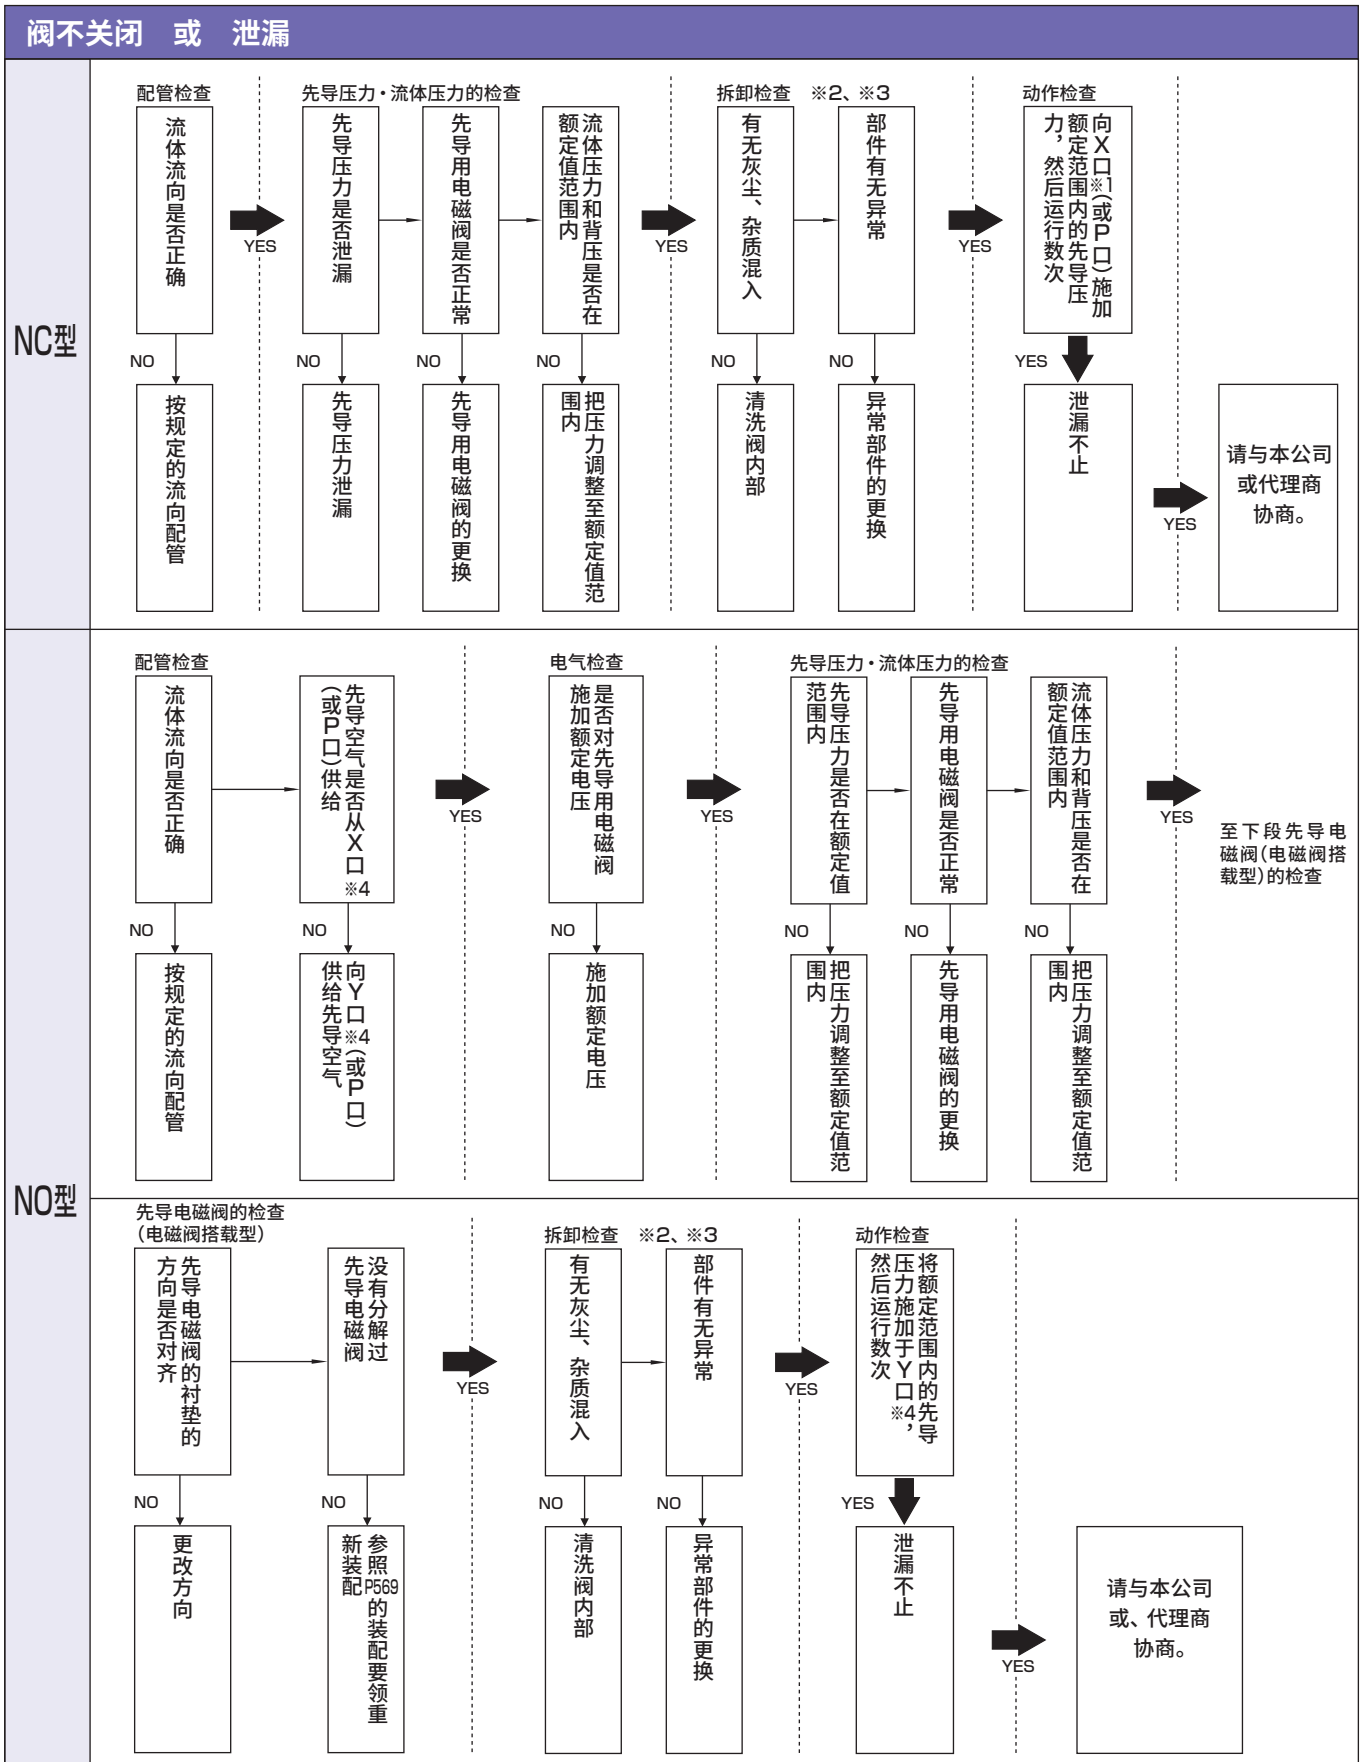 阀不关闭　或　泄漏
NC型
配管检查
流体流向是否正确
NO
按规定的流向配管
YES
先导压力・流体压力的检查
先导压力是否泄漏
NO
先导压力泄漏
先导用电磁阀是否正常
NO
先导用电磁阀的更换
流体压力和背压是否在
额定值范围内
NO
把压力调整至额定值范
围内
YES
拆卸检查　※2、※3
有无灰尘、杂质混入
NO
清洗阀内部
部件有无异常
NO
异常部件的更换
YES
动作检查
向X口※1(或P口)施加
额定范围内的先导压
力，然后运行数次
YES
泄漏不止
YES
请与本公司
或代理商
协商。
NO型
配管检查
流体流向是否正确
NO
按规定的流向配管
先导空气是否从X口※4
(或P口)供给
NO
向Y口※4(或P口)
供给先导空气
YES
电气检查
是否对先导用电磁阀
施加额定电压
NO
施加额定电压
YES
先导压力・流体压力的检查
先导压力是否在额定值
范围内
NO
把压力调整至额定值范
围内
先导用电磁阀是否正常
NO
先导用电磁阀的更换
流体压力和背压是否在
额定值范围内
NO
把压力调整至额定值范
围内
YES
至下段先导电
磁阀(电磁阀搭
载型)的检查
先导电磁阀的检查
(电磁阀搭载型)
先导电磁阀的衬垫的
方向是否对齐
NO
更改方向
没有分解过
先导电磁阀
NO
参照P569的装配要领重
新装配
YES
拆卸检查　※2、※3
有无灰尘、杂质混入
NO
清洗阀内部
部件有无异常
NO
异常部件的更换
YES
动作检查
将额定范围内的先导
压力施加于Y口※4，
然后运行数次
YES
泄漏不止
YES
请与本公司
或、代理商
协商。